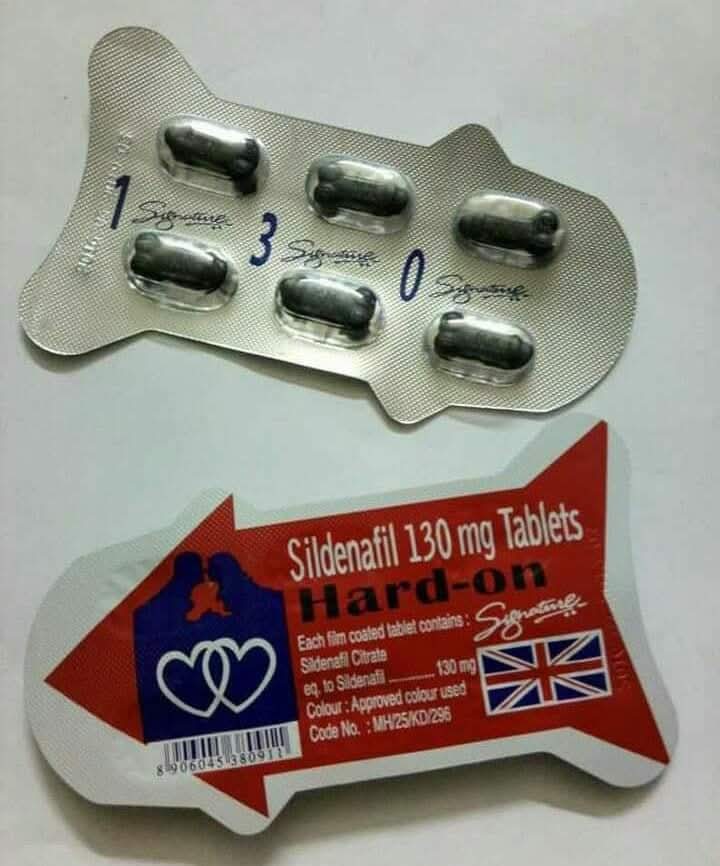 1 Signature
3 Signature
0 Signature
Sildenafil 130 mg Tablets
Hard-on
Signature
Each film coated tablet contains :
Sildenafil Citrate
eq. to Sildenafil ............. 130 mg
Colour : Approved colour used
Code No. : MH/25/KD/296
8 906045 380911